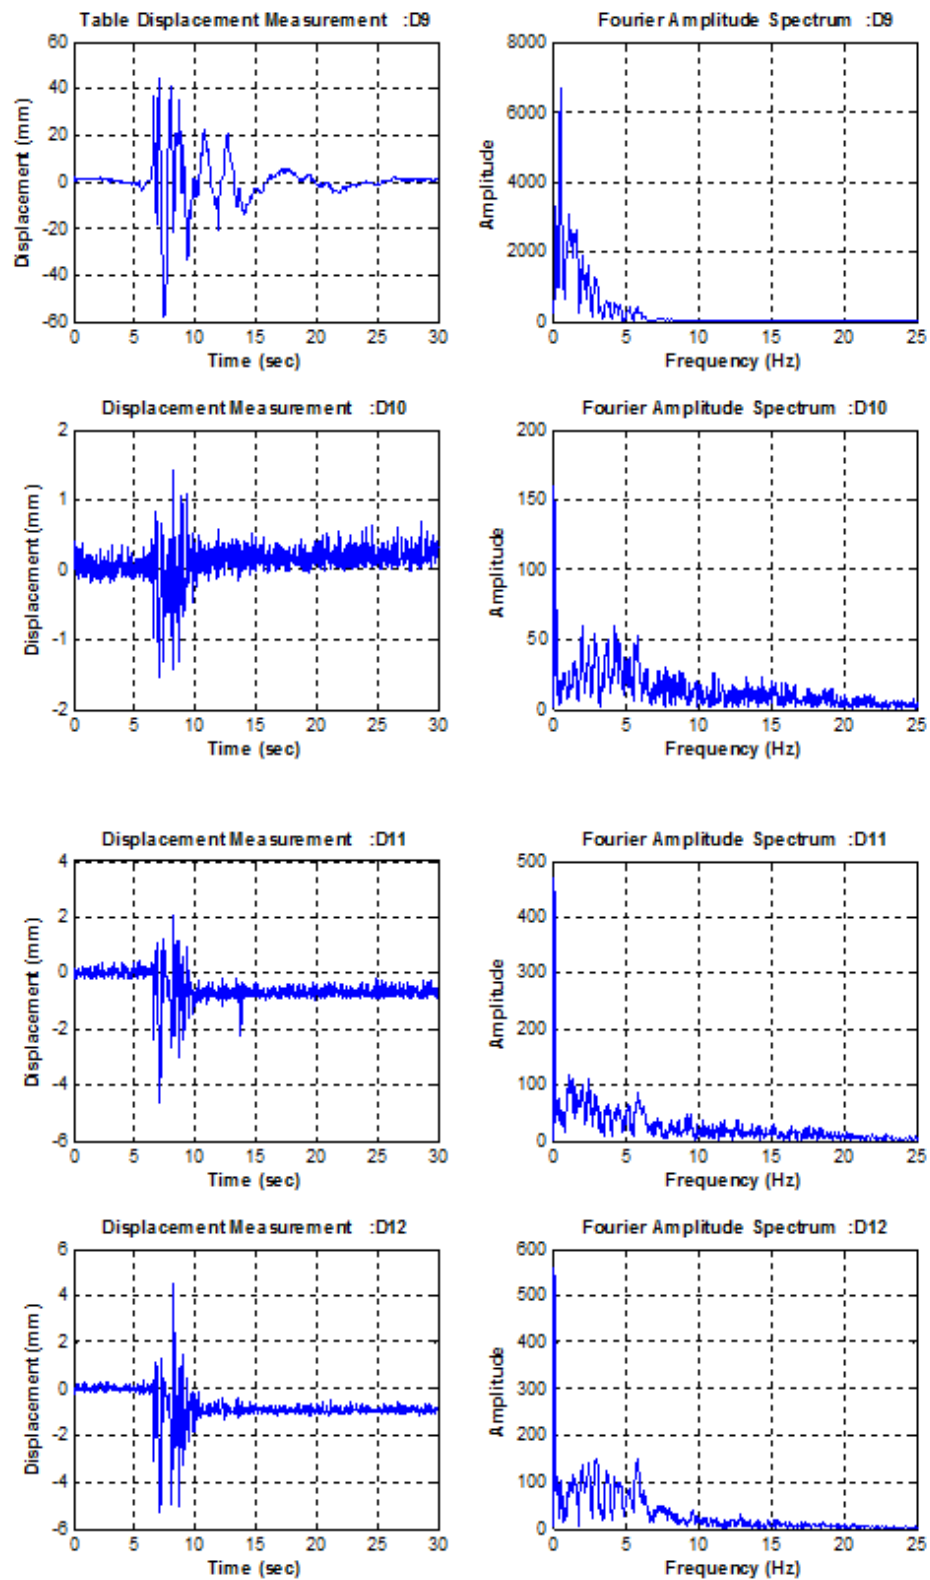 Table Displacement Measurement :D9
Fourier Amplitude Spectrum :D9
60
40
20
0
-20
-40
-60
Displacement (mm)
0 5 10 15 20 25 30
Time (sec)
8000
6000
4000
2000
0
Amplitude
0 5 10 15 20 25
Frequency (Hz)
Displacement Measurement :D10
Fourier Amplitude Spectrum :D10
2
1
0
-1
-2
Displacement (mm)
0 5 10 15 20 25 30
Time (sec)
200
150
100
50
0
Amplitude
0 5 10 15 20 25
Frequency (Hz)
Displacement Measurement :D11
Fourier Amplitude Spectrum :D11
4
2
0
-2
-4
-6
Displacement (mm)
0 5 10 15 20 25 30
Time (sec)
500
400
300
200
100
0
Amplitude
0 5 10 15 20 25
Frequency (Hz)
Displacement Measurement :D12
Fourier Amplitude Spectrum :D12
6
4
2
0
-2
-4
-6
Displacement (mm)
0 5 10 15 20 25 30
Time (sec)
600
500
400
300
200
100
0
Amplitude
0 5 10 15 20 25
Frequency (Hz)